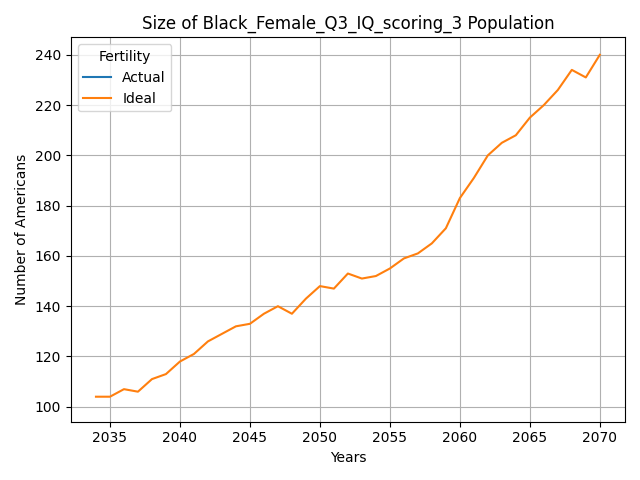 Size of Black_Female_Q3_IQ_scoring_3 Population
Fertility
Actual
Ideal
Number of Americans
240
220
200
180
160
140
120
100
2035 2040 2045 2050 2055 2060 2065 2070
Years